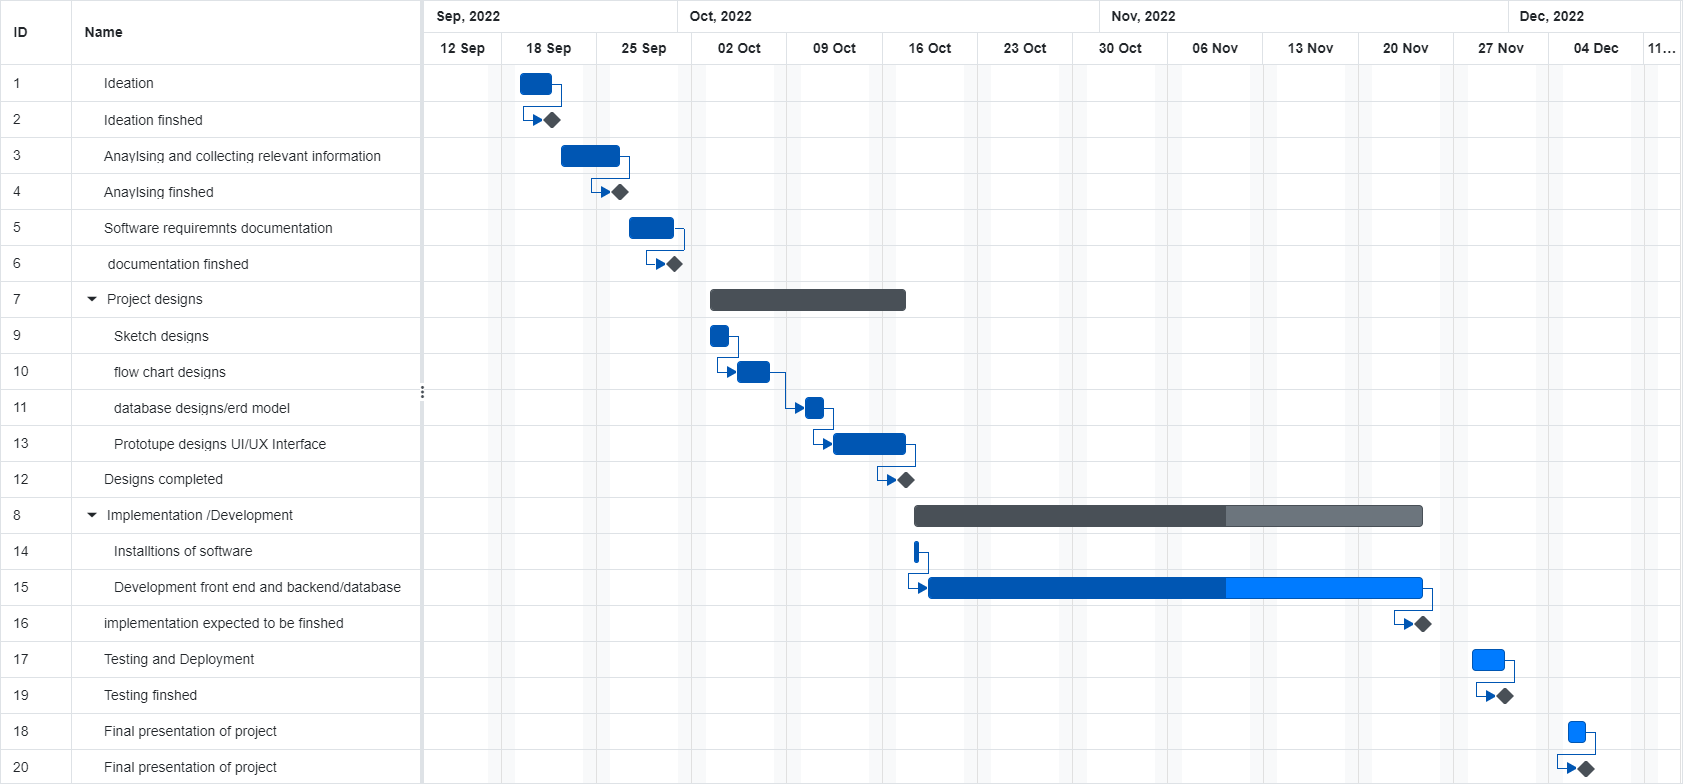 ID Name Sep, 2022 Oct, 2022 Nov, 2022 Dec, 2022
12 Sep 18 Sep 25 Sep 02 Oct 09 Oct 16 Oct 23 Oct 30 Oct 06 Nov 13 Nov 20 Nov 27 Nov 04 Dec 11...
1 Ideation
2 Ideation finshed
3 Anaylsing and collecting relevant information
4 Anaylsing finshed
5 Software requiremnts documentation
6 documentation finshed
7 Project designs
9 Sketch designs
10 flow chart designs
11 database designs/erd model
13 Prototupe designs UI/UX Interface
12 Designs completed
8 Implementation /Development
14 Installtions of software
15 Development front end and backend/database
16 implementation expected to be finshed
17 Testing and Deployment
19 Testing finshed
18 Final presentation of project
20 Final presentation of project